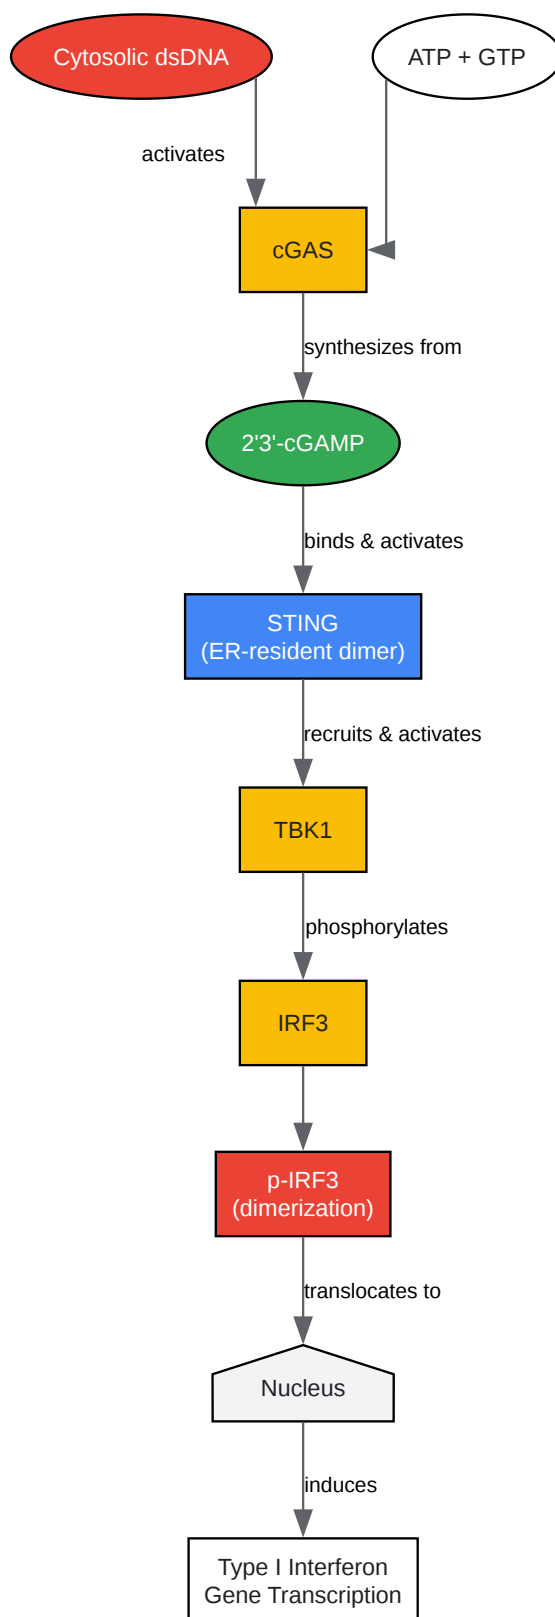 Cytosolic dsDNA
ATP + GTP
activates
cGAS
synthesizes from
2'3'-cGAMP
binds & activates
STING
(ER-resident dimer)
recruits & activates
TBK1
phosphorylates
IRF3
p-IRF3
(dimerization)
translocates to
Nucleus
induces
Type I Interferon
Gene Transcription